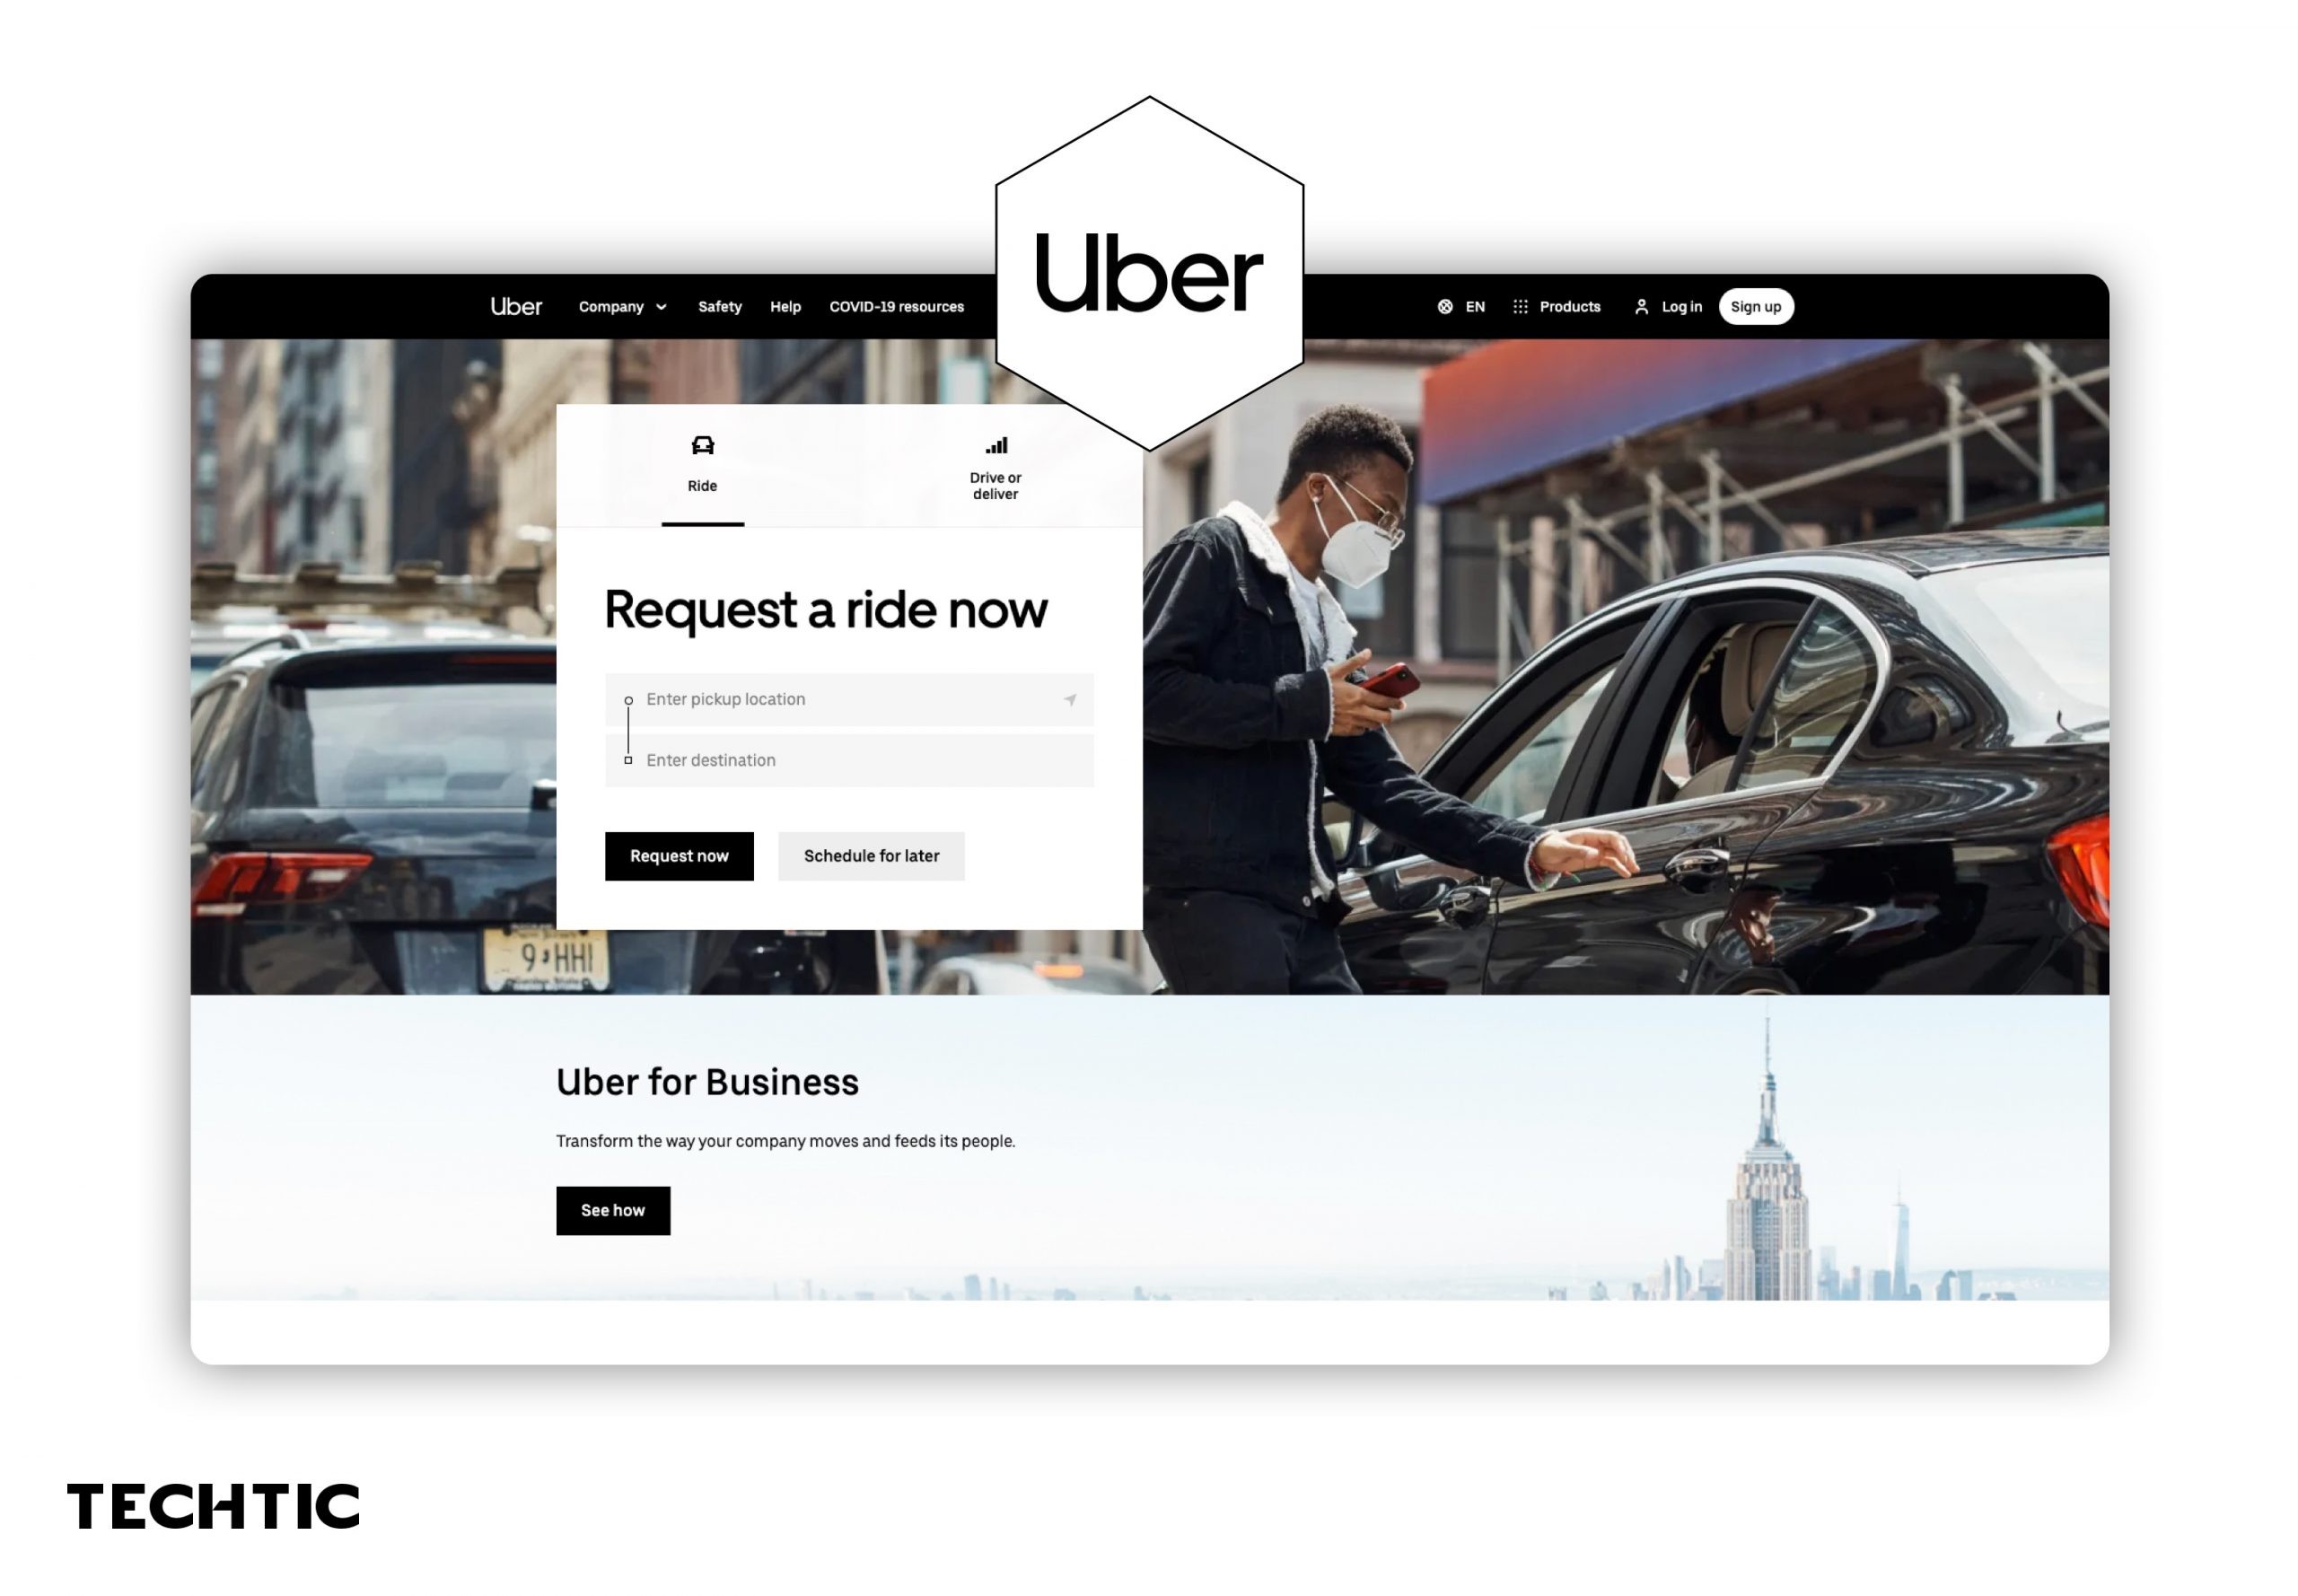 Uber
Uber Company Safety Help COVID-19 resources EN Products Log in Sign up
Ride
Drive or
deliver
Request a ride now
Enter pickup location
Enter destination
Request now Schedule for later
HHI
Uber for Business
Transform the way your company moves and feeds its people.
See how
TECHTIC